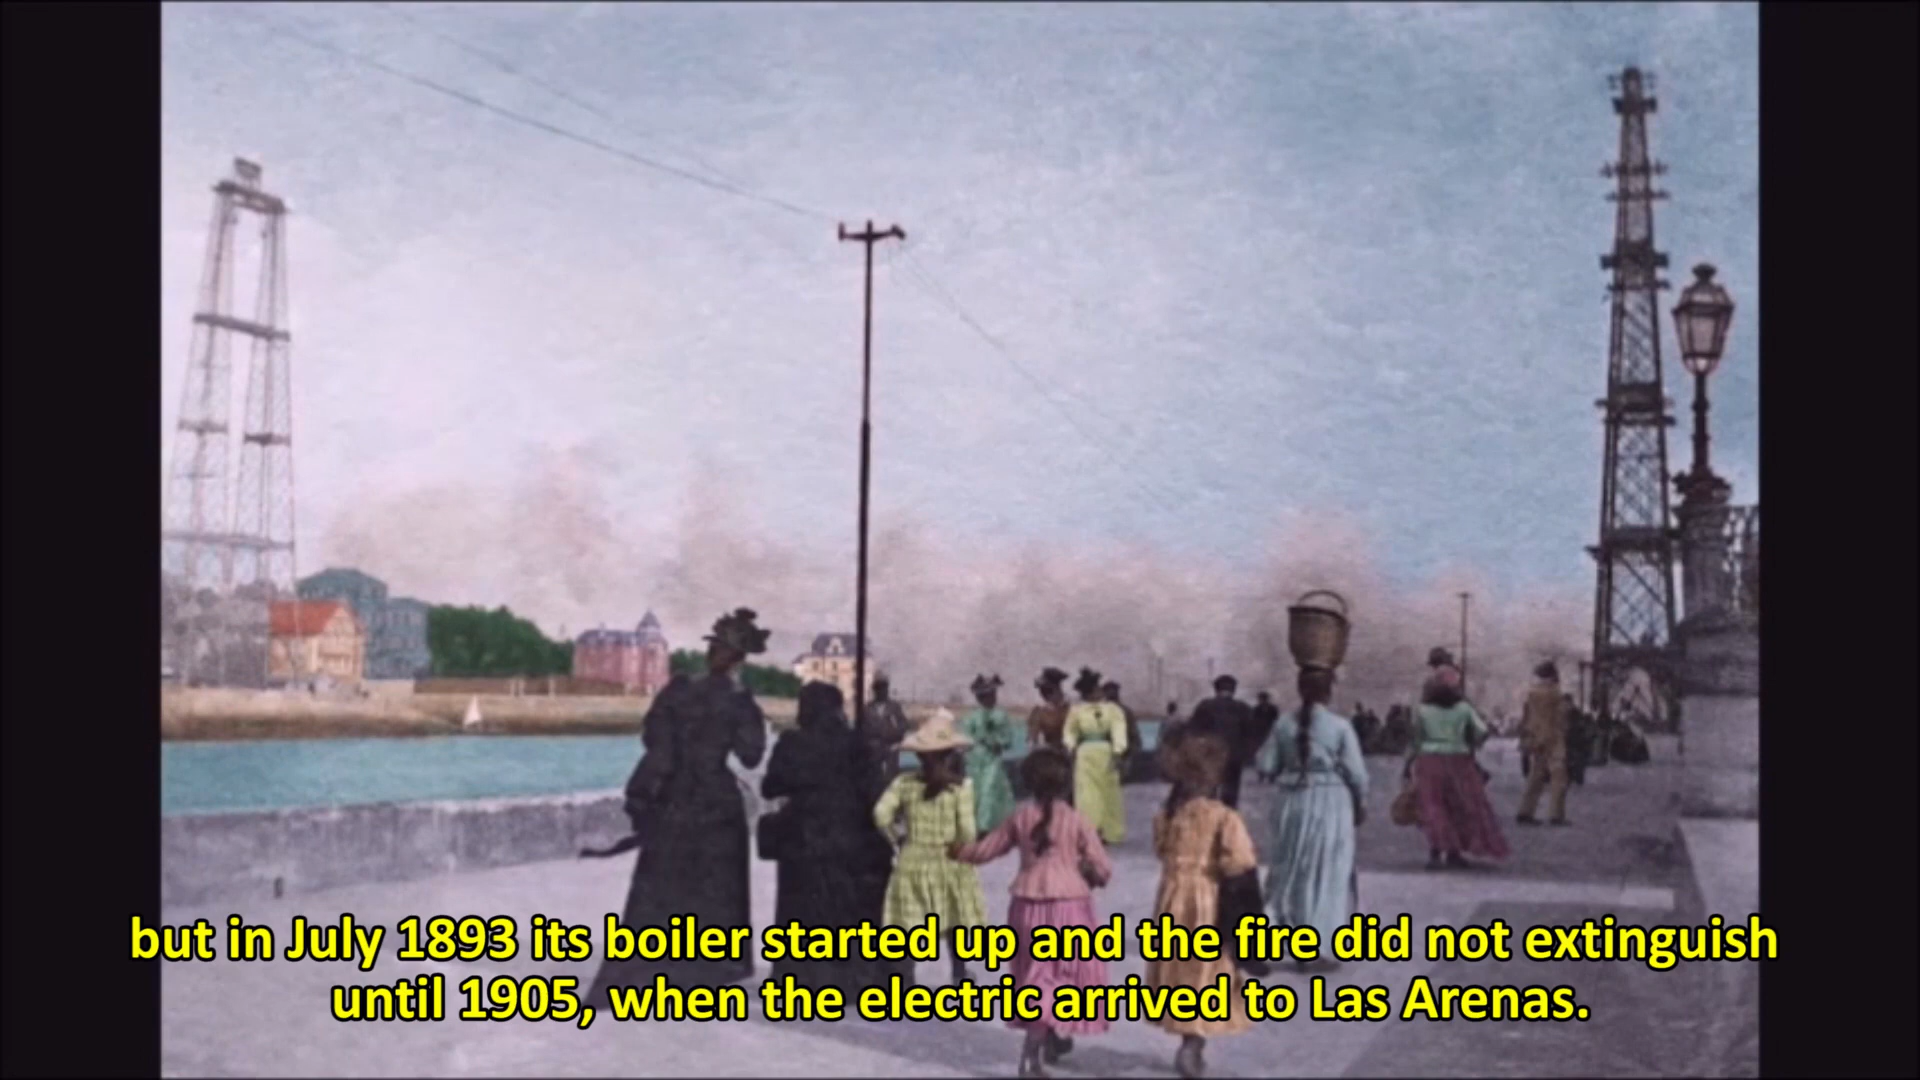 but in July 1893 its boiler started up and the fire did not extinguish
until 1905, when the electric arrived to Las Arenas.